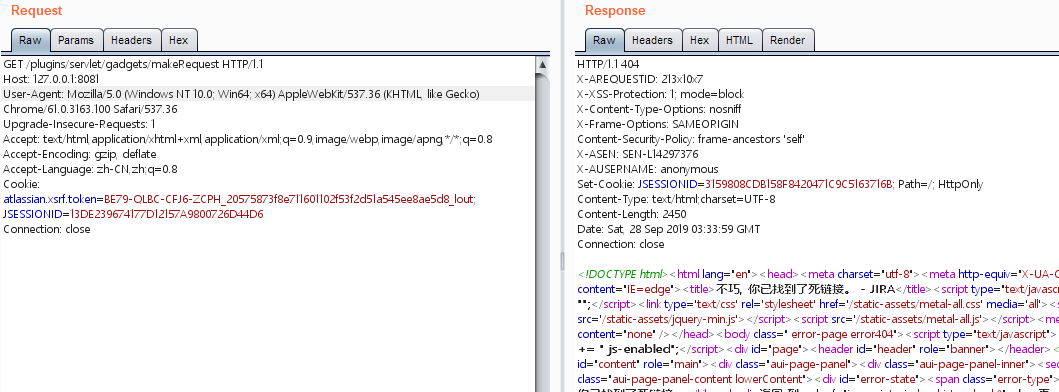 Request
Raw
Params
Headers
Hex
GET /plugins/servlet/gadgets/makeRequest HTTP/1.1
Host: 127.0.0.1:8081
User-Agent: Mozilla/5.0 (Windows NT 10.0; Win64; x64) AppleWebKit/537.36 (KHTML, like Gecko)
Chrome/61.0.3163.100 Safari/537.36
Upgrade-Insecure-Requests: 1
Accept: text/html,application/xhtml+xml,application/xml;q=0.9,image/webp,image/apng,*/*;q=0.8
Accept-Encoding: gzip, deflate
Accept-Language: zh-CN,zh;q=0.8
Cookie:
atlassian.xsrf.token=BE79-QLBC-CFJ6-ZCPH_20575873f8e711601102f53f2d51a545ee8ae5d8_lout;
JSESSIONID=13DE239674177D12157A9800726D44D6
Connection: close
Response
Raw
Headers
Hex
HTML
Render
HTTP/1.1 404
X-AREQUESTID: 213x10x7
X-XSS-Protection: 1; mode=block
X-Content-Type-Options: nosniff
X-Frame-Options: SAMEORIGIN
Content-Security-Policy: frame-ancestors 'self'
X-ASEN: SEN-L14297376
X-AUSERNAME: anonymous
Set-Cookie: JSESSIONID=3159808CDB158F8420471C9C5163716B; Path=/; HttpOnly
Content-Type: text/html;charset=UTF-8
Content-Length: 2450
Date: Sat, 28 Sep 2019 03:33:59 GMT
Connection: close
<!DOCTYPE html><html lang="en"><head><meta charset="utf-8"><meta http-equiv="X-UA-C
content="IE=edge"><title>不巧, 你已找到了死链接。 - JIRA</title><script type="text/javasc
"";</script><link type='text/css' rel='stylesheet' href='/static-assets/metal-all.css' media='all'><s
src='/static-assets/jquery-min.js'></script><script src='/static-assets/metal-all.js'></script><me
content="none" /></head><body class=" error-page error404"><script type="text/javascript">
+= " js-enabled";</script><div id="page"><header id="header" role="banner"></header><
id="content" role="main"><div class="aui-page-panel"><div class="aui-page-panel-inner"><sec
class="aui-page-panel-content lowerContent"><div id="error-state"><span class="error-type">